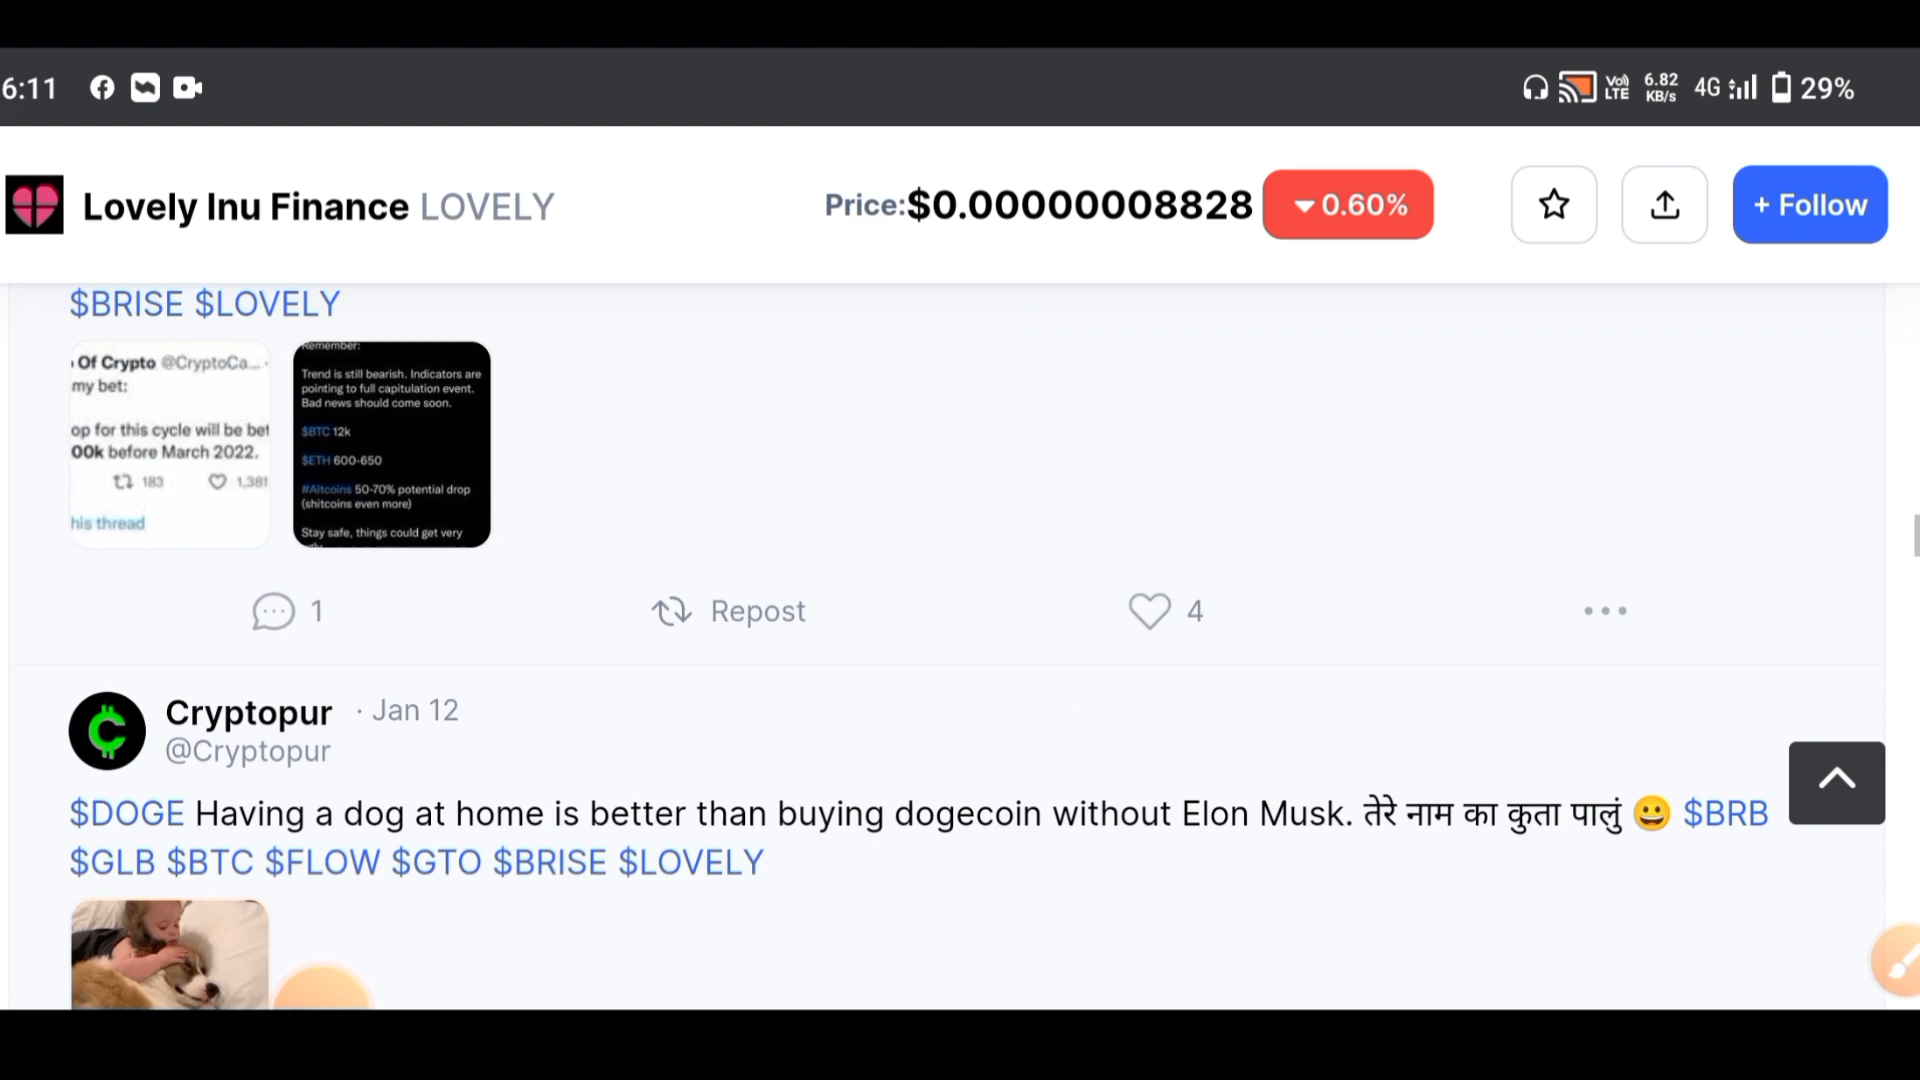 6:11
Vo) LTE 6.82 KB/s 4G 29%
Lovely Inu Finance LOVELY Price:$0.00000008828 0.60% + Follow
$BRISE $LOVELY
Of Crypto @CryptoCa... ·
my bet:
op for this cycle will be bet
00k before March 2022.
183 1,381
his thread
Remember:
Trend is still bearish. Indicators are
pointing to full capitulation event.
Bad news should come soon.
$BTC 12k
$ETH 600-650
#Altcoins 50-70% potential drop
(shitcoins even more)
Stay safe, things could get very
1 Repost 4
Cryptopur · Jan 12
@Cryptopur
$DOGE Having a dog at home is better than buying dogecoin without Elon Musk. तेरे नाम का कुता पालुं 😀 $BRB
$GLB $BTC $FLOW $GTO $BRISE $LOVELY